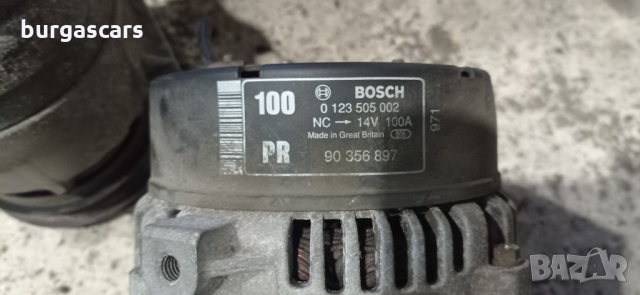 burgascars
100 BOSCH
0 123 505 002
NC → 14V 100A
Made in Great Britain
PR 90 356 897
971
BAZAR